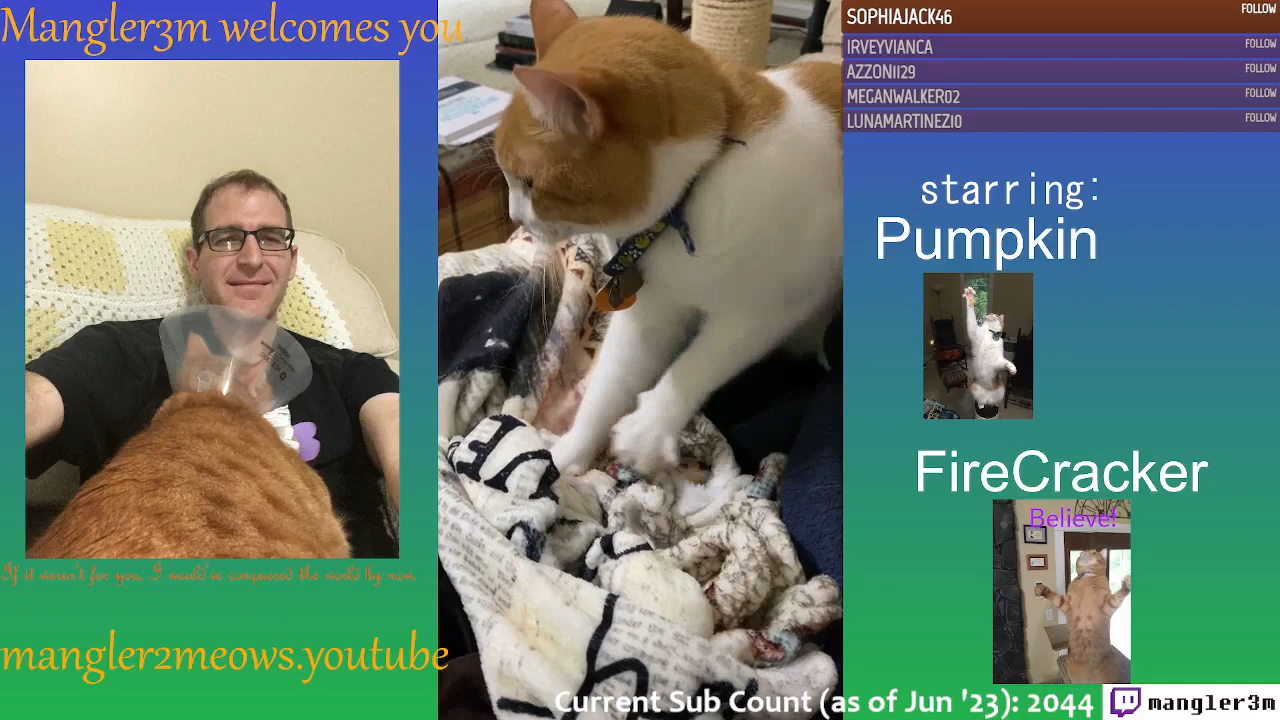 Mangler3m welcomes you
If it weren't for you, I would've conquered the world by now.
mangler2meows.youtube
SOPHIAJACK46 FOLLOW
IRVEYVIANCA FOLLOW
AZZON1129 FOLLOW
MEGANWALKER02 FOLLOW
LUNAMARTINEZ10 FOLLOW
starring:
Pumpkin
FireCracker
Believe!
Current Sub Count (as of Jun '23): 2044
mangler3m